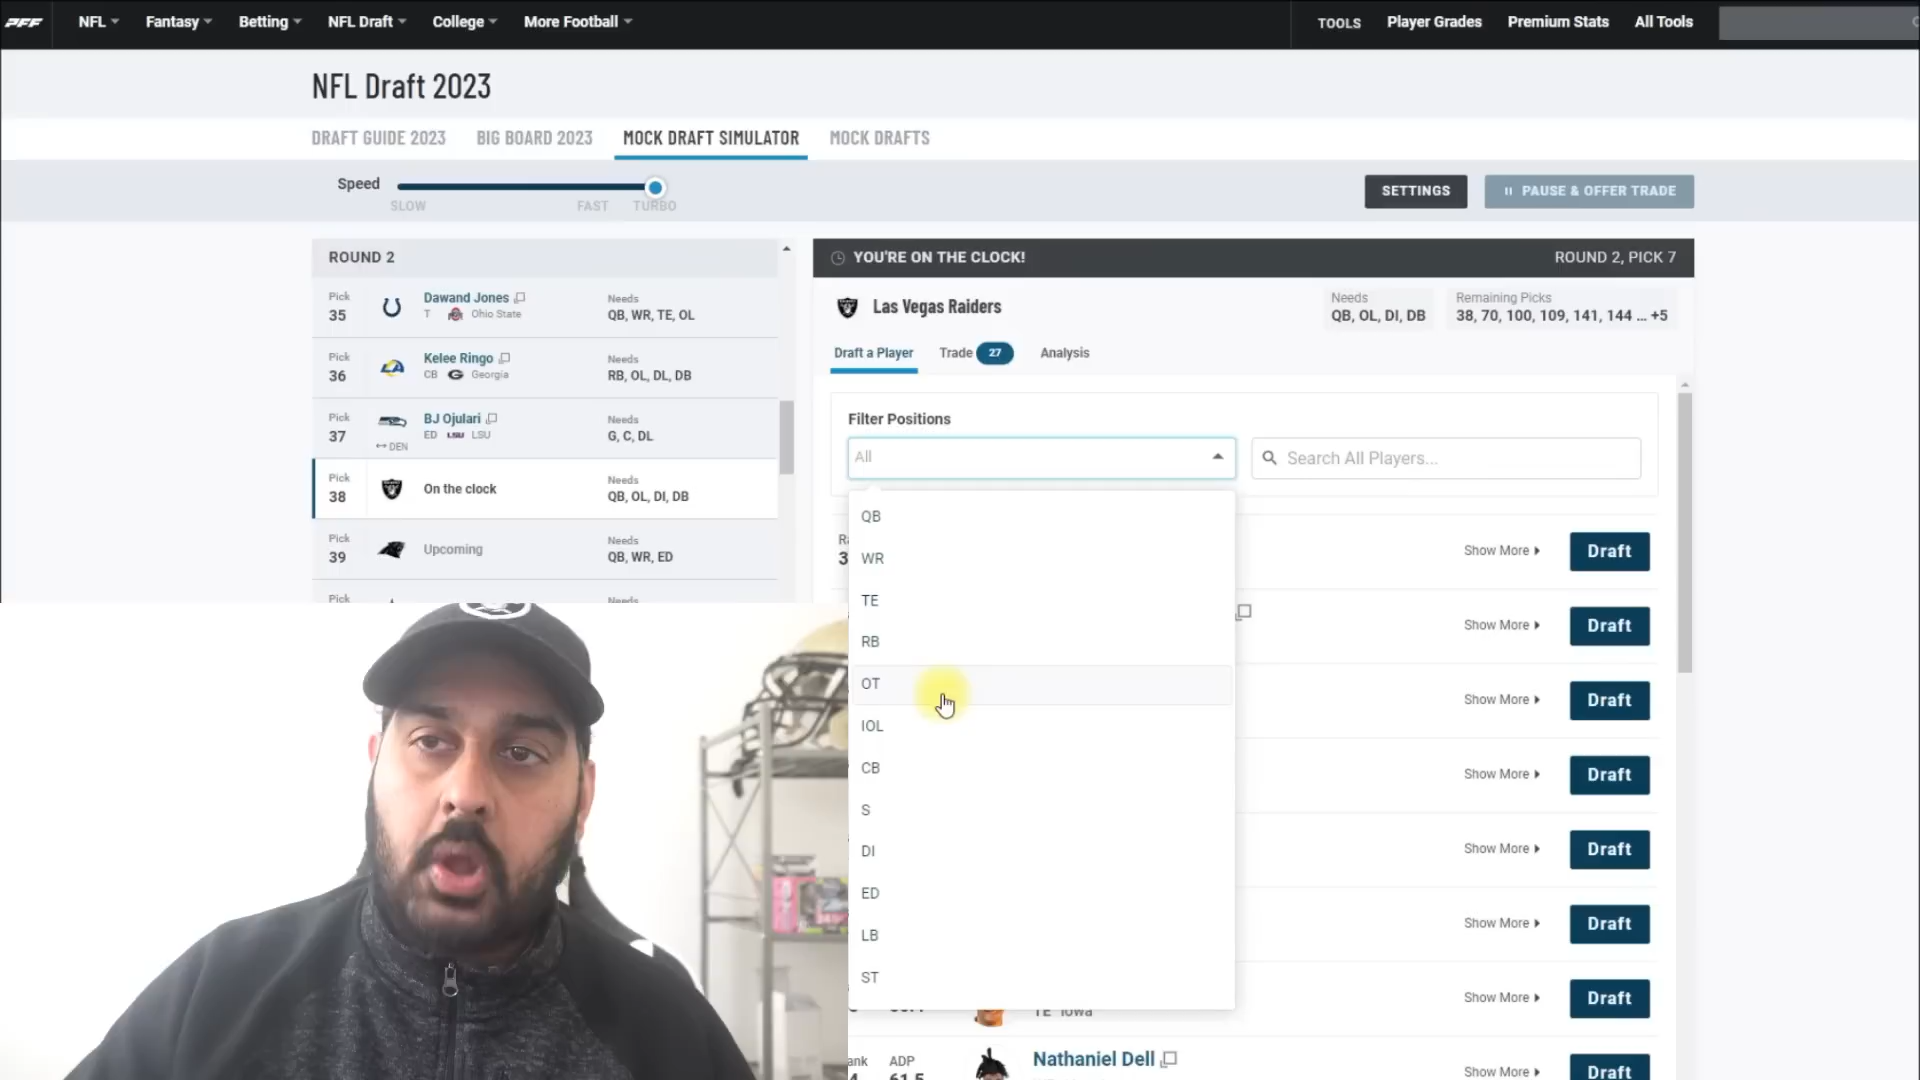 PFF NFL Fantasy Betting NFL Draft College More Football TOOLS Player Grades Premium Stats All Tools
NFL Draft 2023
DRAFT GUIDE 2023 BIG BOARD 2023 MOCK DRAFT SIMULATOR MOCK DRAFTS
Speed
SLOW FAST TURBO
SETTINGS
PAUSE & OFFER TRADE
ROUND 2
Pick
35
Dawand Jones
T Ohio State
Needs
QB, WR, TE, OL
Pick
36
Kelee Ringo
CB G Georgia
Needs
RB, OL, DL, DB
Pick
37
DEN
BJ Ojulari
ED LSU LSU
Needs
G, C, DL
Pick
38
On the clock
Needs
QB, OL, DI, DB
Pick
39
Upcoming
Needs
QB, WR, ED
Pick
Needs
YOU'RE ON THE CLOCK!
ROUND 2, PICK 7
Las Vegas Raiders
Needs
QB, OL, DI, DB
Remaining Picks
38, 70, 100, 109, 141, 144 ... +5
Draft a Player Trade 27 Analysis
Filter Positions
All
Search All Players...
QB
WR
TE
RB
OT
IOL
CB
S
DI
ED
LB
ST
Show More Draft
Show More Draft
Show More Draft
Show More Draft
Show More Draft
Show More Draft
TE Iowa
Show More Draft
ADP
61.5
Nathaniel Dell
Show More Draft